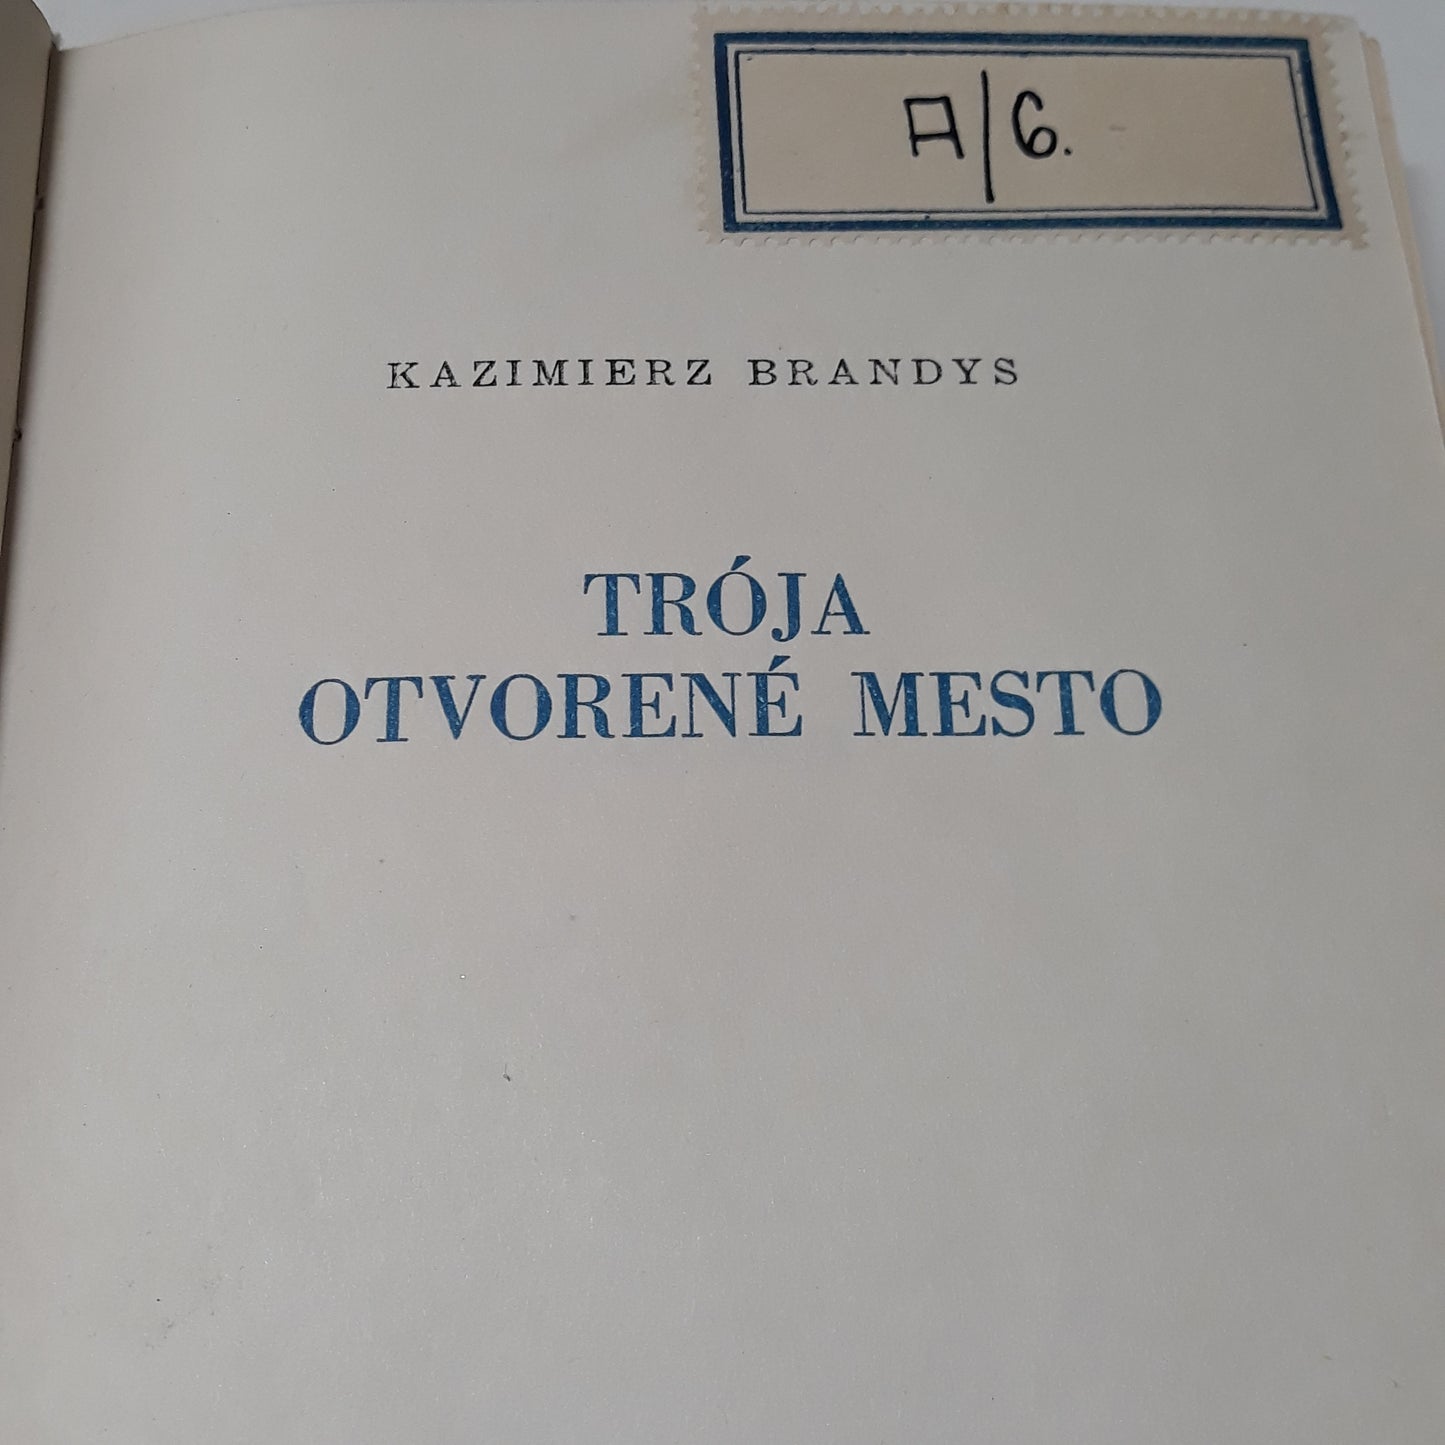 A/6.
KAZIMIERZ BRANDYS
TRÓJA
OTVORENÉ MESTO